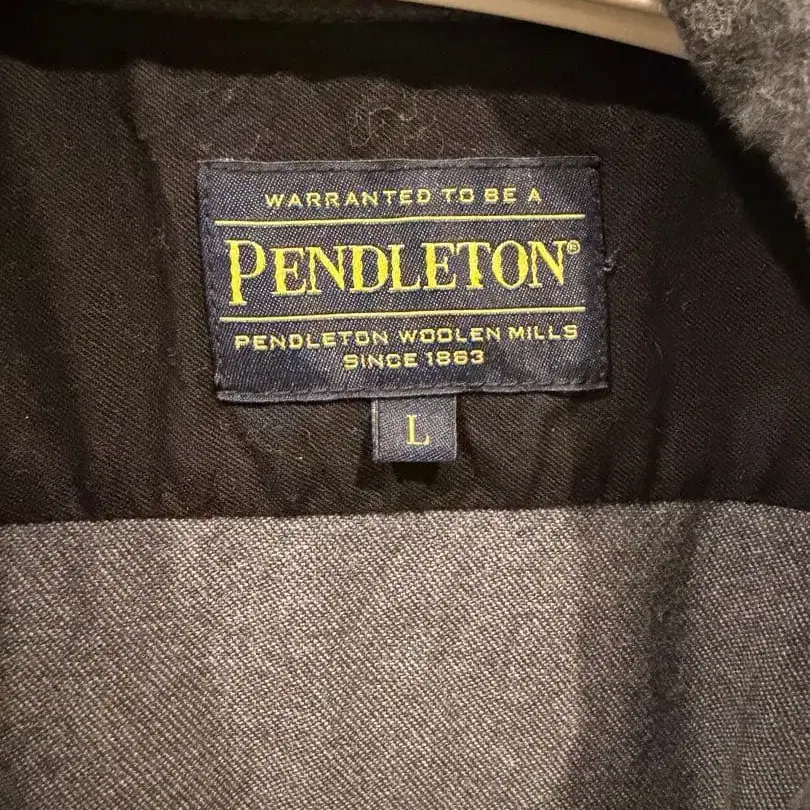 WARRANTED TO BE A
PENDLETON®
PENDLETON WOOLEN MILLS
SINCE 1863
L